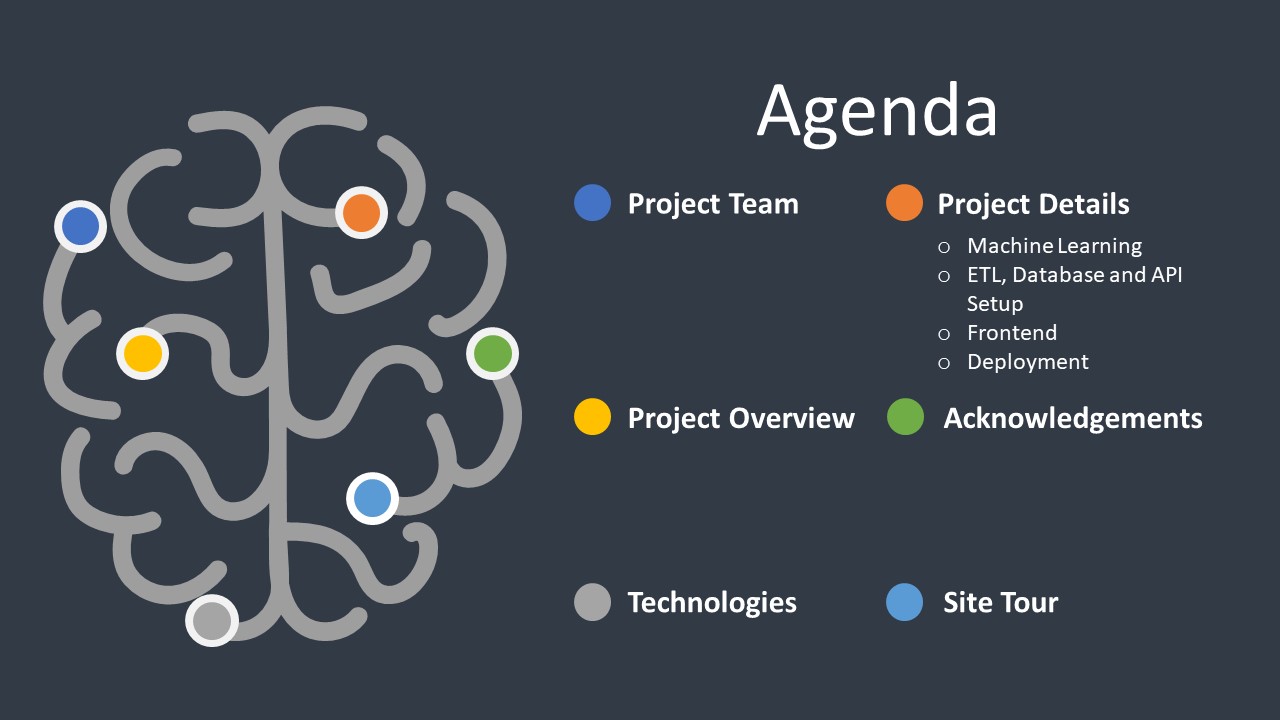 Agenda
Project Team
Project Details
o Machine Learning
o ETL, Database and API
Setup
o Frontend
o Deployment
Project Overview
Acknowledgements
Technologies
Site Tour